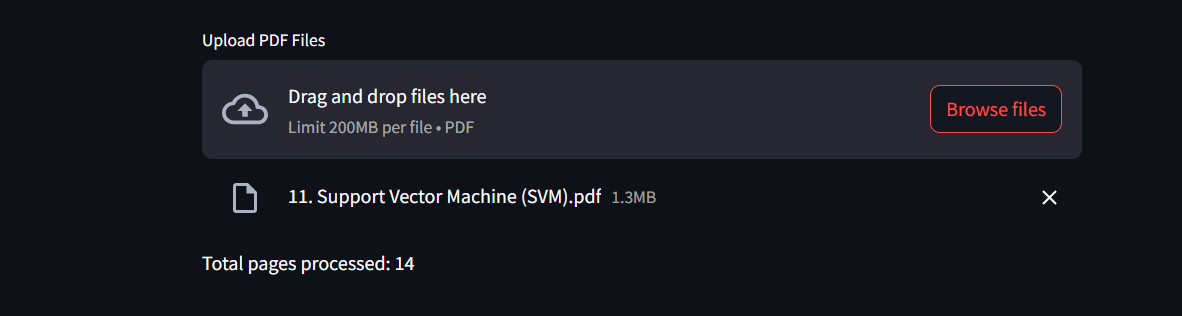 Upload PDF Files
Drag and drop files here
Limit 200MB per file • PDF
Browse files
11. Support Vector Machine (SVM).pdf 1.3MB
Total pages processed: 14